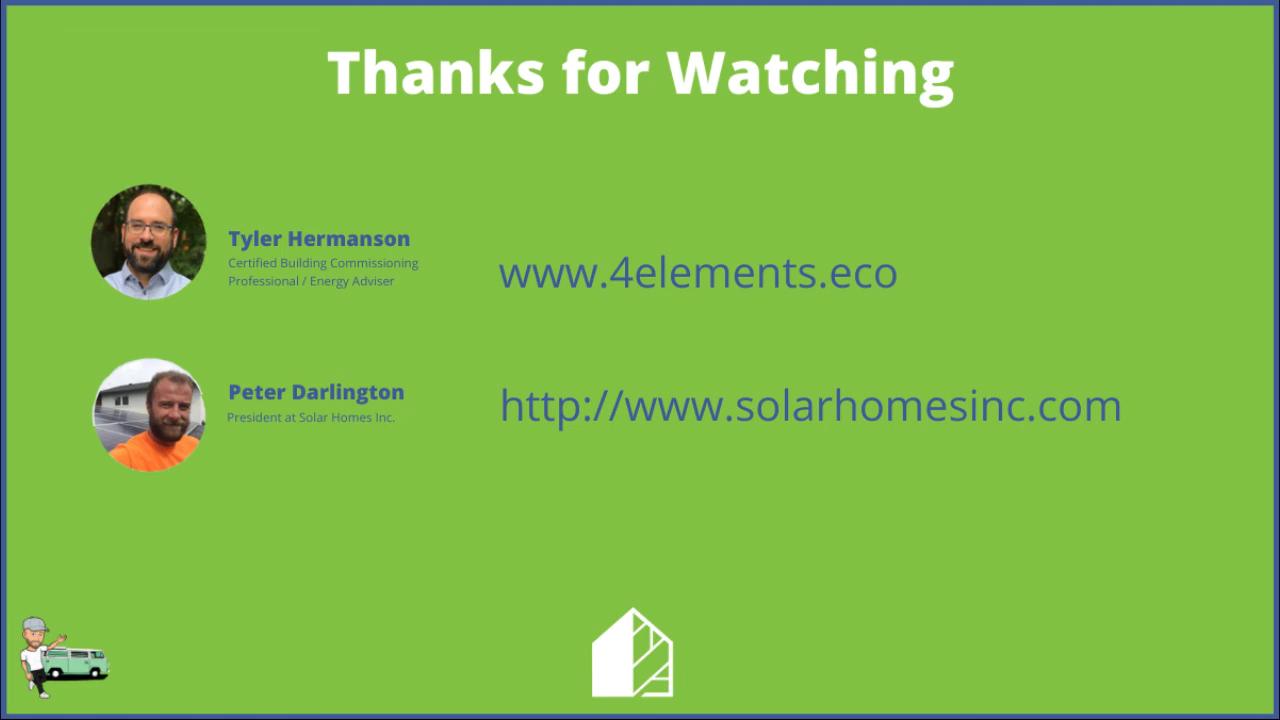 Thanks for Watching
Tyler Hermanson
Certified Building Commissioning
Professional / Energy Adviser
www.4elements.eco
Peter Darlington
President at Solar Homes Inc.
http://www.solarhomesinc.com